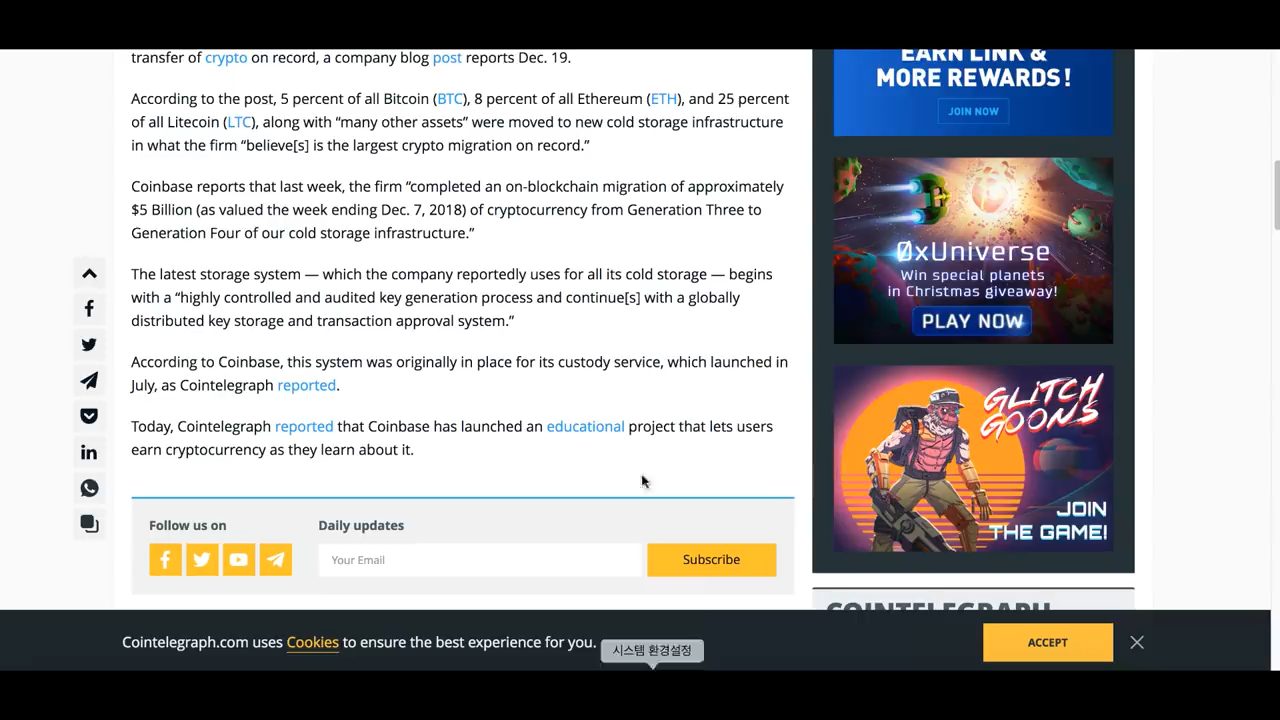 transfer of crypto on record, a company blog post reports Dec. 19.
According to the post, 5 percent of all Bitcoin (BTC), 8 percent of all Ethereum (ETH), and 25 percent
of all Litecoin (LTC), along with “many other assets” were moved to new cold storage infrastructure
in what the firm “believe[s] is the largest crypto migration on record.”
Coinbase reports that last week, the firm “completed an on-blockchain migration of approximately
$5 Billion (as valued the week ending Dec. 7, 2018) of cryptocurrency from Generation Three to
Generation Four of our cold storage infrastructure.”
The latest storage system — which the company reportedly uses for all its cold storage — begins
with a “highly controlled and audited key generation process and continue[s] with a globally
distributed key storage and transaction approval system.”
According to Coinbase, this system was originally in place for its custody service, which launched in
July, as Cointelegraph reported.
Today, Cointelegraph reported that Coinbase has launched an educational project that lets users
earn cryptocurrency as they learn about it.
Follow us on
Daily updates
Your Email
Subscribe
EARN LINK &
MORE REWARDS!
JOIN NOW
0xUniverse
Win special planets
in Christmas giveaway!
PLAY NOW
GLITCH
GOONS
JOIN
THE GAME!
COINTELEGRAPH
Cointelegraph.com uses Cookies to ensure the best experience for you.
ACCEPT
시스템 환경설정